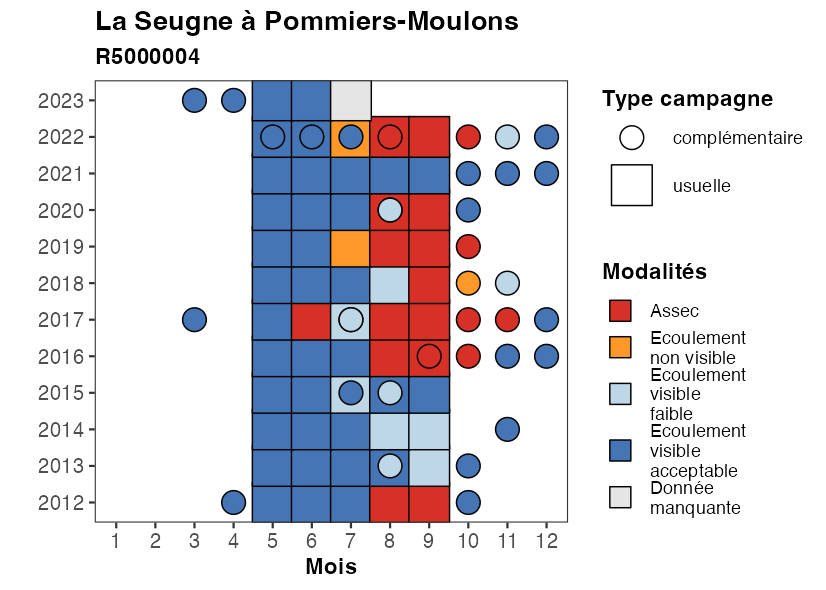 La Seugne à Pommiers-Moulons
R5000004
2023
2022
2021
2020
2019
2018
2017
2016
2015
2014
2013
2012
1 2 3 4 5 6 7 8 9 10 11 12
Mois
Type campagne
complémentaire
usuelle
Modalités
Assec
Ecoulement
non visible
Ecoulement
visible
faible
Ecoulement
visible
acceptable
Donnée
manquante